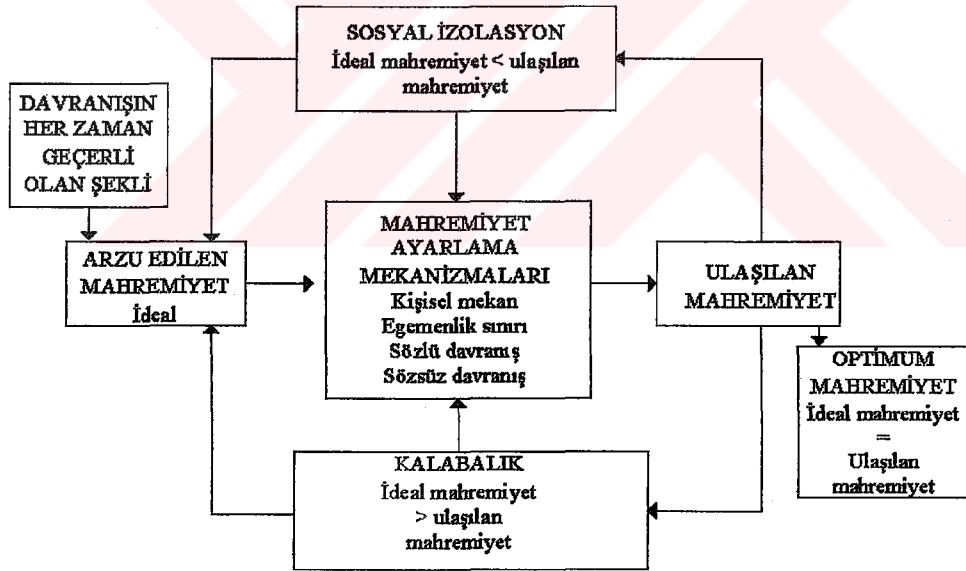 SOSYAL İZOLASYON
İdeal mahremiyet < ulaşılan
mahremiyet
DAVRANIŞIN
HER ZAMAN
GEÇERLİ
OLAN ŞEKLİ
ARZU EDİLEN
MAHREMİYET
İdeal
MAHREMİYET
AYARLAMA
MEKANİZMALARI
Kişisel mekan
Egemenlik sınırı
Sözlü davranış
Sözsüz davranış
ULAŞILAN
MAHREMİYET
OPTİMUM
MAHREMİYET
İdeal mahremiyet
=
Ulaşılan
mahremiyet
KALABALIK
İdeal mahremiyet
> ulaşılan
mahremiyet